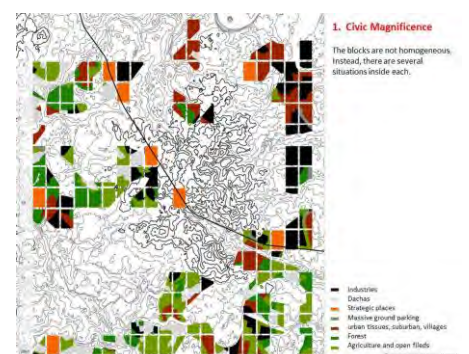 1. Civic Magnificence
The blocks are not homogeneous.
Instead, there are several
situations inside each.
Industries
Dachas
Strategic places
Massive ground parking
urban tissues, suburban, villages
Forest
Agriculture and open fileds